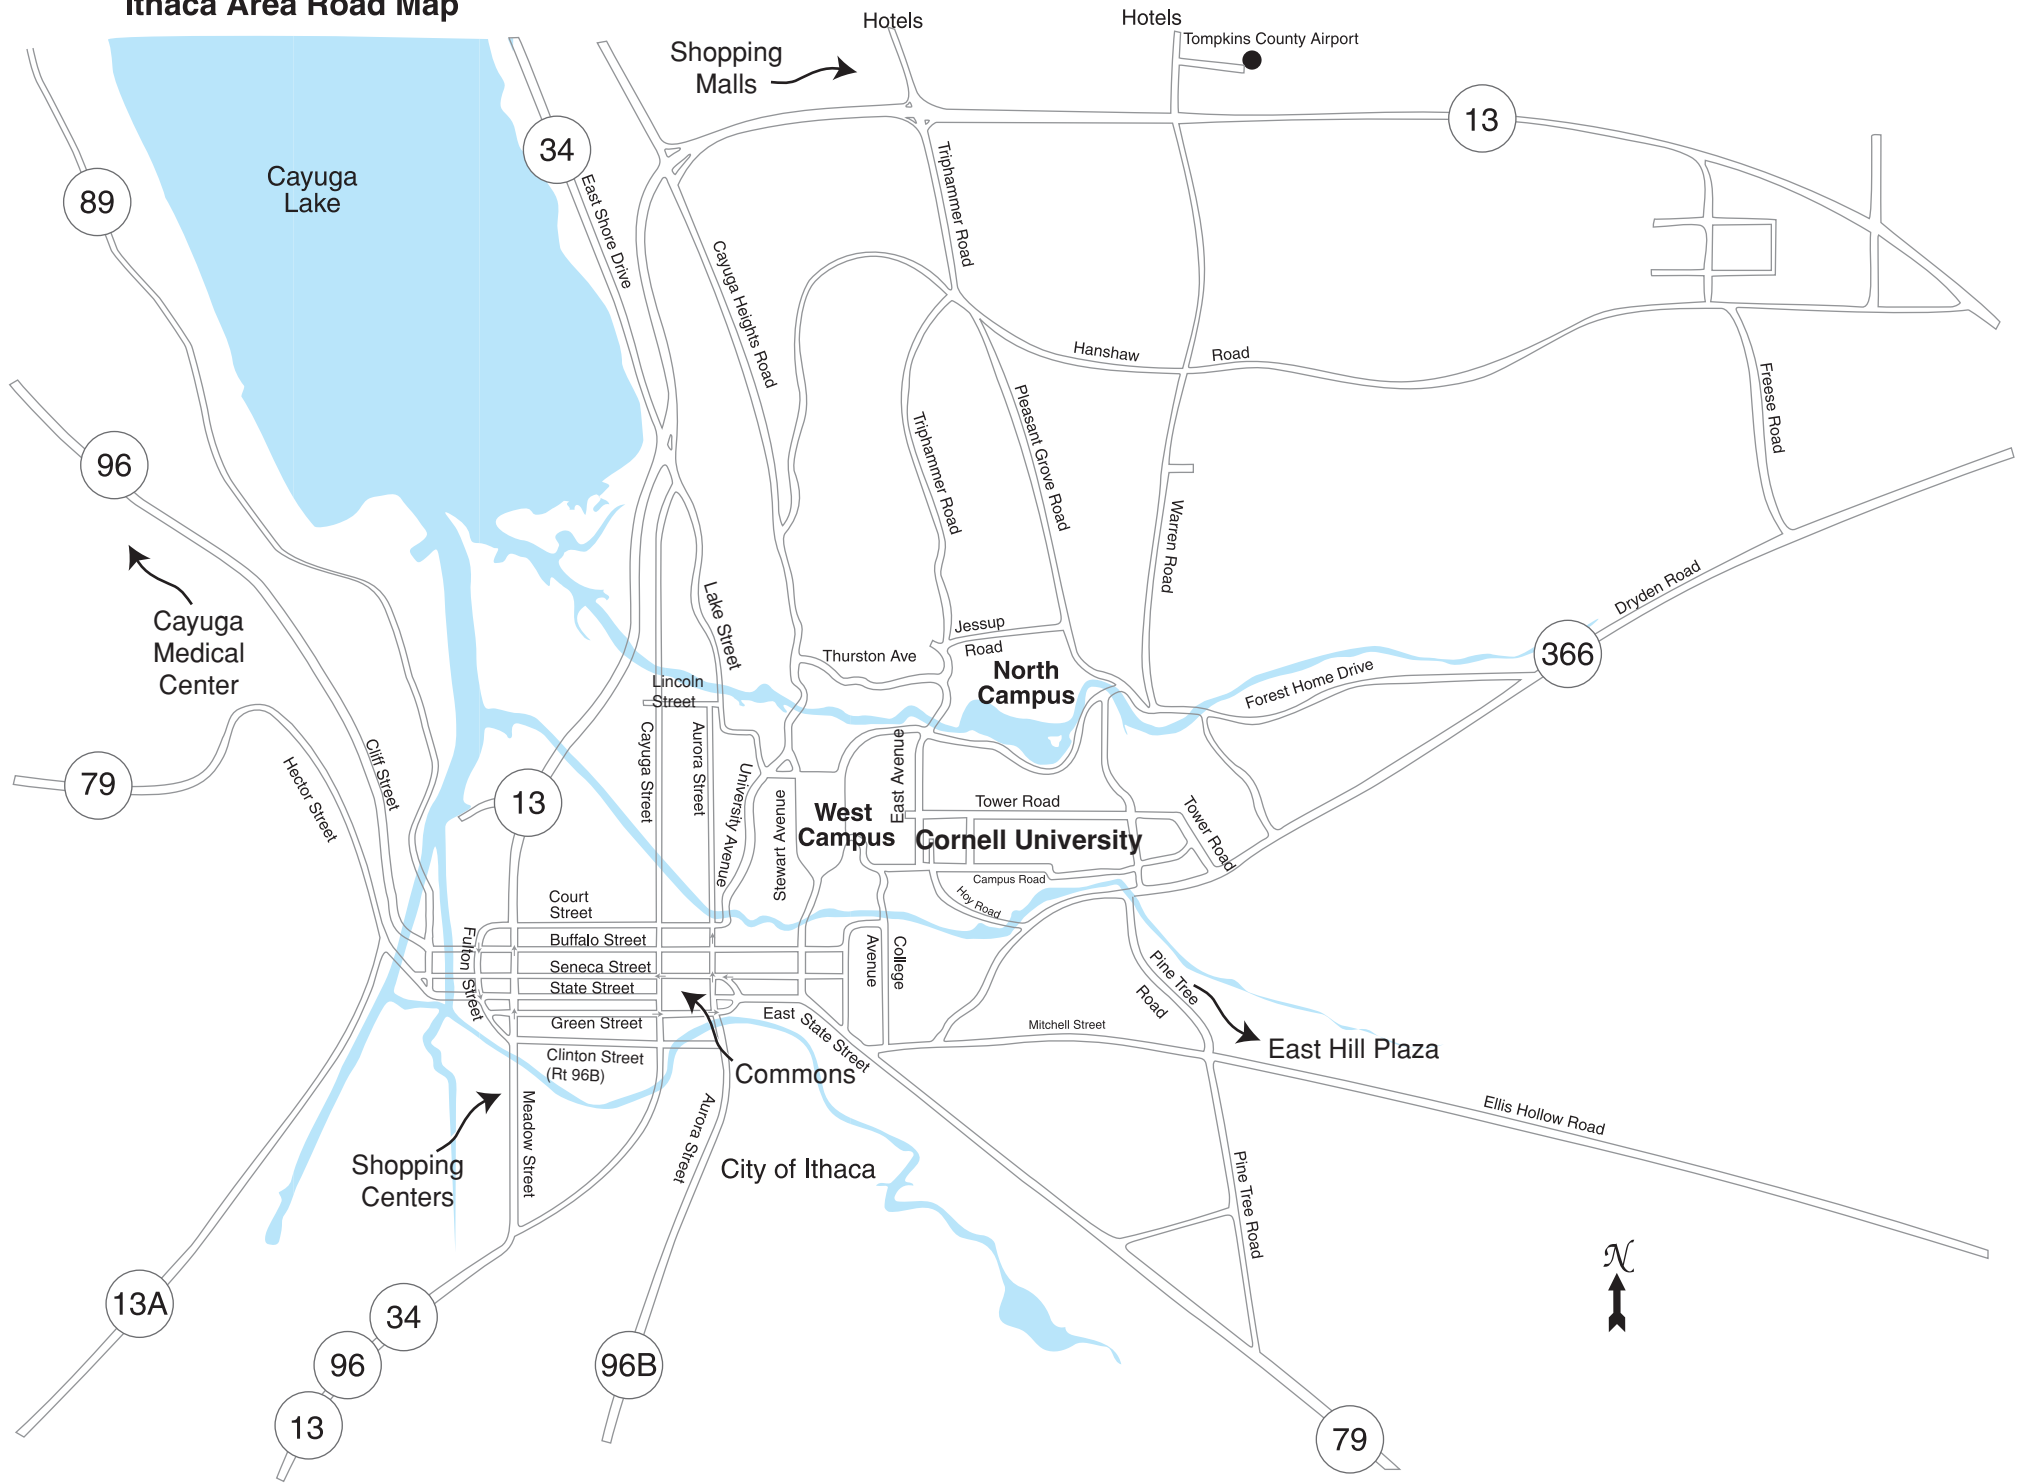 Ithaca Area Road Map
Hotels
Hotels
Tompkins County Airport
Shopping
Malls
13
34
89
Cayuga
Lake
East Shore Drive
Triphammer Road
Cayuga Heights Road
Hanshaw
Road
Freese Road
96
Triphammer Road
Pleasant Grove Road
Warren Road
Dryden Road
Cayuga
Medical
Center
Lake Street
Jessup
Road
Thurston Ave
North
Campus
366
Forest Home Drive
Lincoln
Street
79
Hector Street
Cliff Street
13
Cayuga Street
Aurora Street
University Avenue
Stewart Avenue
West
Campus
East Avenue
Tower Road
Cornell University
Tower Road
Campus Road
Hoy Road
Court
Street
Buffalo Street
Fulton Street
Seneca Street
State Street
Green Street
Clinton Street
(Rt 96B)
East State Street
College
Avenue
Pine Tree
Road
Mitchell Street
East Hill Plaza
Commons
Meadow Street
Aurora Street
Shopping
Centers
City of Ithaca
Ellis Hollow Road
Pine Tree Road
N
13A
34
96
13
96B
79